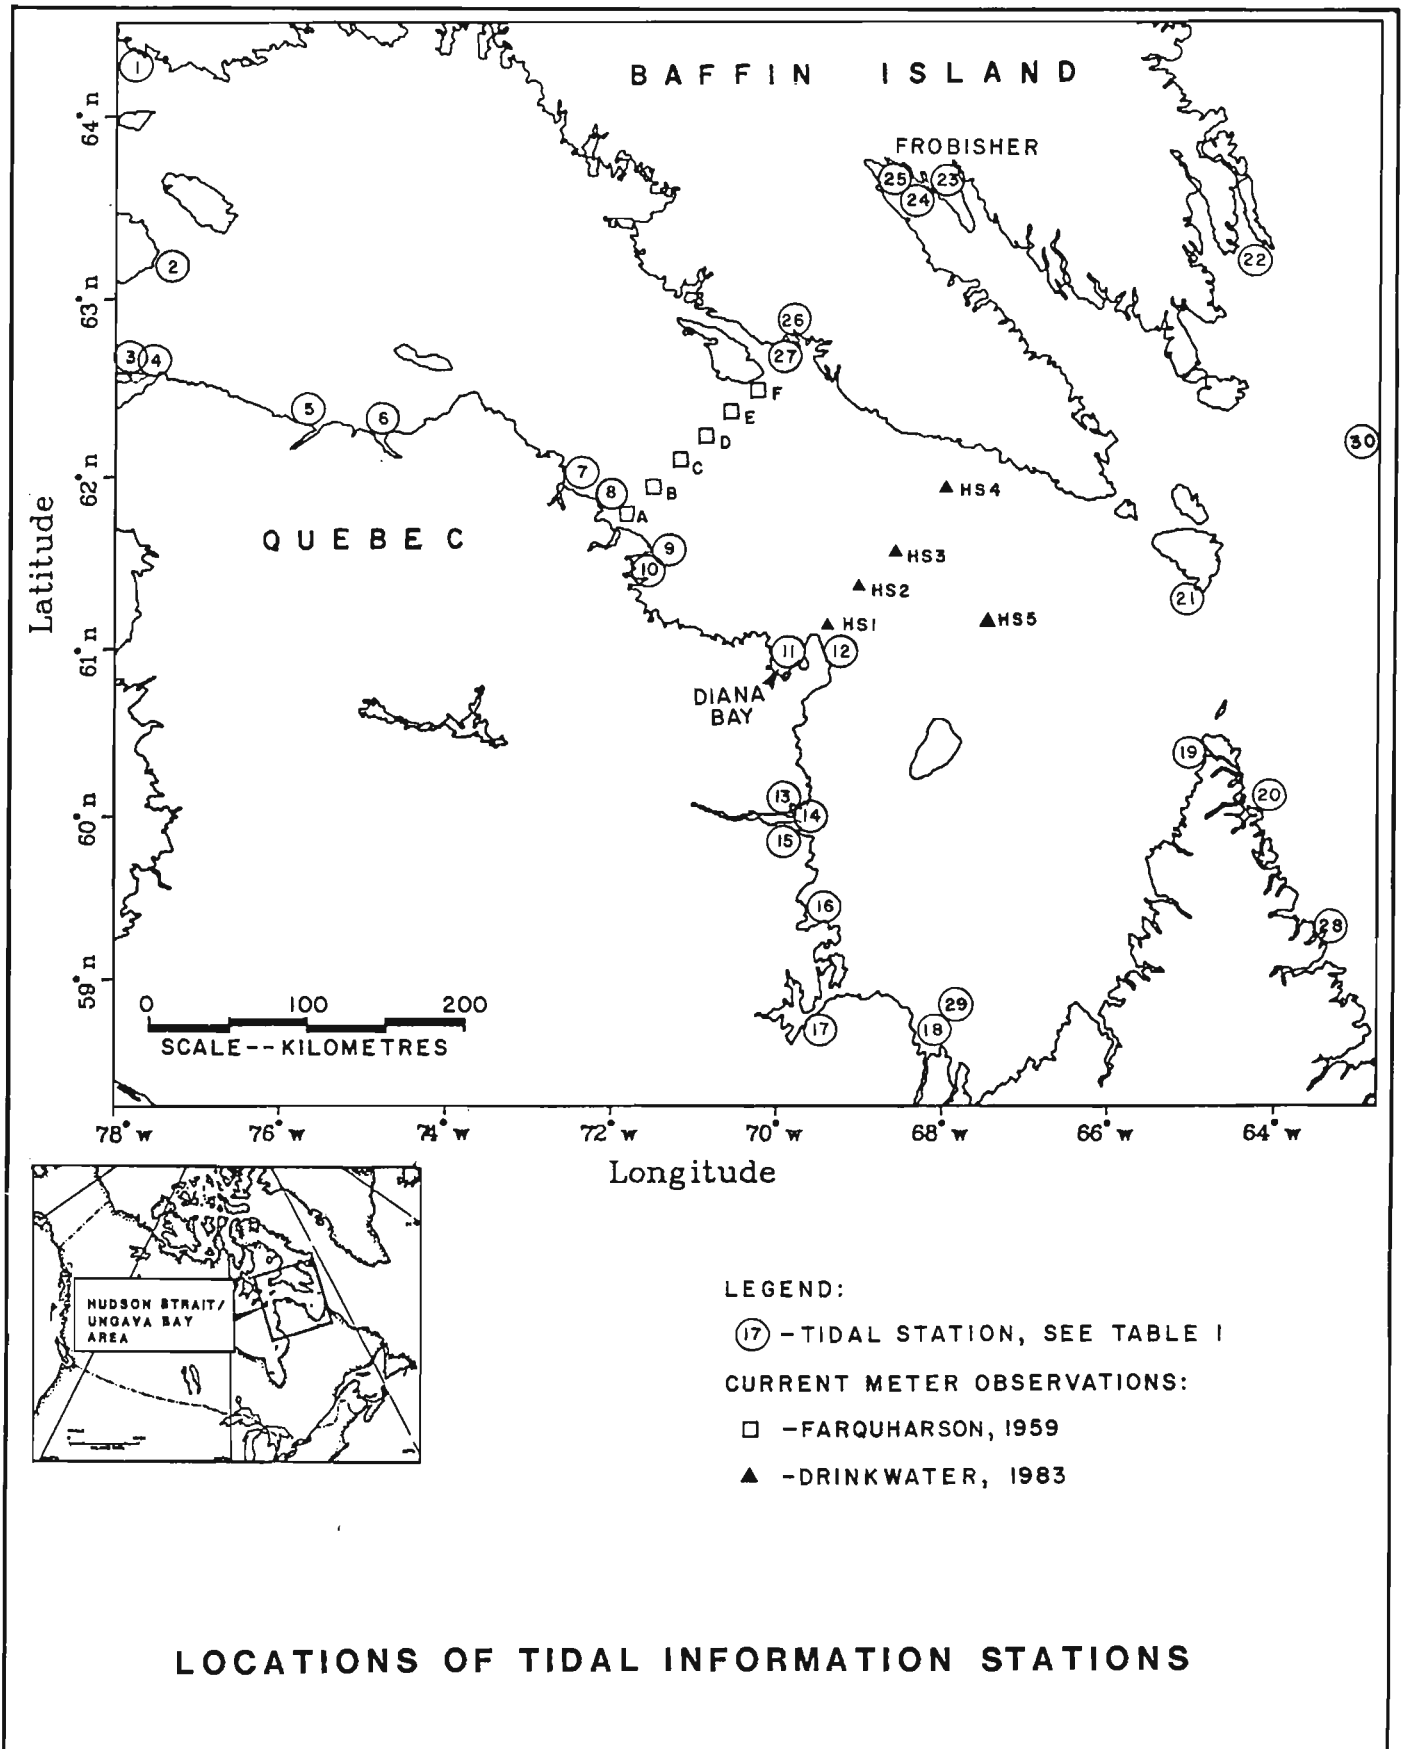 BAFFIN ISLAND
FROBISHER
1
25
23
24
2
22
64°n
63°n
62°n
61°n
60°n
59°n
Latitude
26
27
3
4
5
6
F
E
D
C
B
A
30
7
8
9
10
HS4
HS3
HS2
HS1
HS5
QUEBEC
21
11
12
DIANA
BAY
19
20
13
14
15
16
28
29
17
18
0 100 200
SCALE--KILOMETRES
78°w 76°w 74°w 72°w 70°w 68°w 66°w 64°w
Longitude
HUDSON STRAIT/
UNGAVA BAY
AREA
LEGEND:
17 -TIDAL STATION, SEE TABLE 1
CURRENT METER OBSERVATIONS:
-FARQUHARSON, 1959
-DRINKWATER, 1983
LOCATIONS OF TIDAL INFORMATION STATIONS